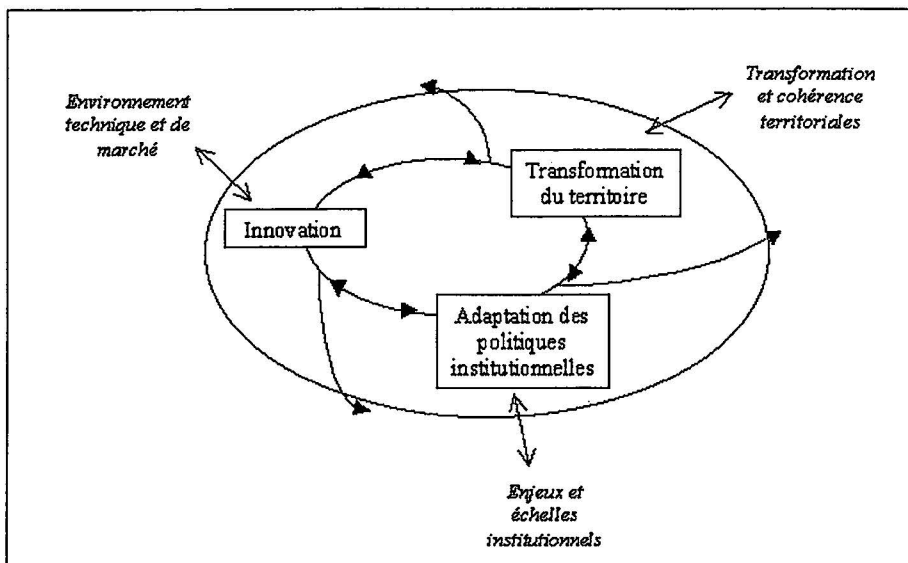 Environnement
technique et de
marché
Transformation
et cohérence
territoriales
Transformation
du territoire
Innovation
Adaptation des
politiques
institutionnelles
Enjeux et
échelles
institutionnels